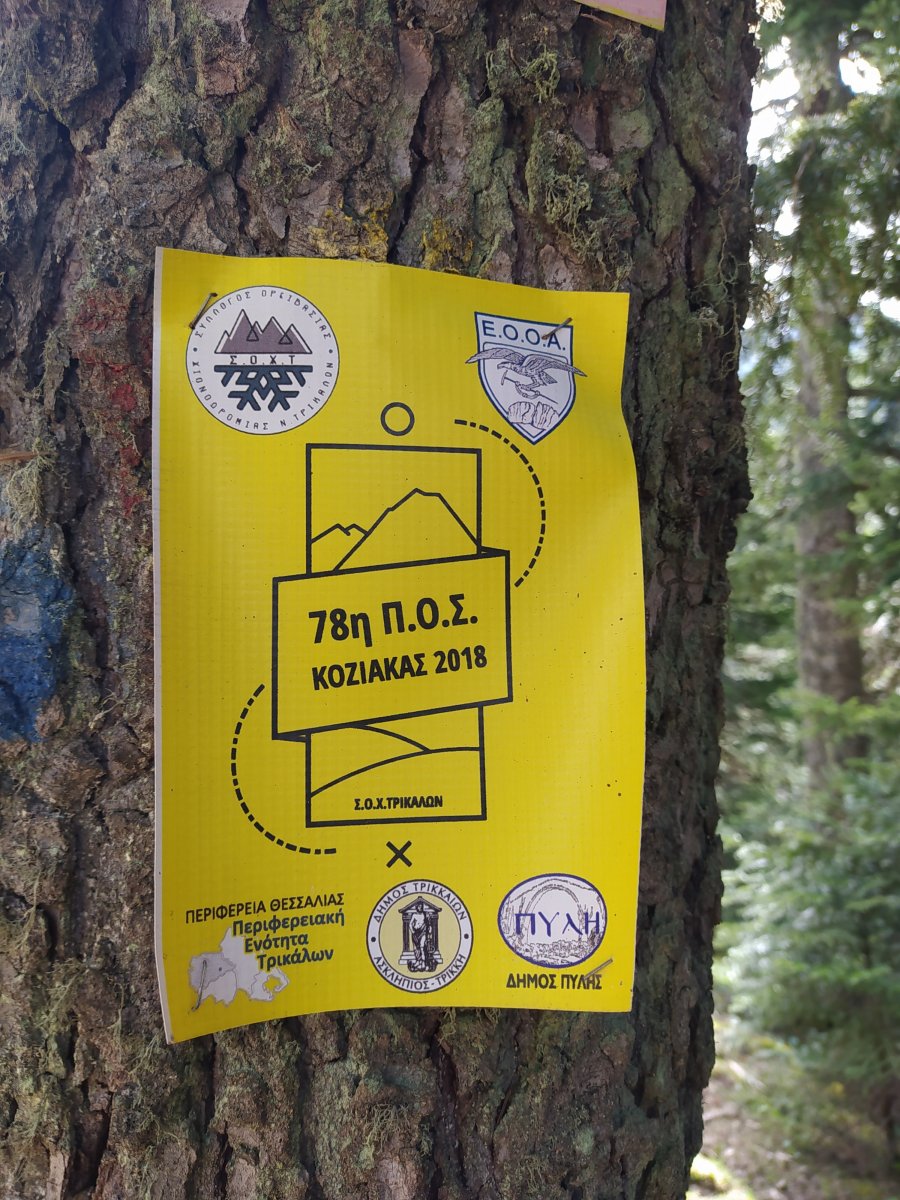 ΣΥΛΛΟΓΟΣ ΟΡΕΙΒΑΣΙΑΣ
Σ.Ο.Χ.Τ
ΧΙΟΝΟΔΡΟΜΙΑΣ Ν.ΤΡΙΚΑΛΩΝ
Ε.Ο.Ο.Α.
78η Π.Ο.Σ.
ΚΟΖΙΑΚΑΣ 2018
Σ.Ο.Χ.ΤΡΙΚΑΛΩΝ
ΠΕΡΙΦΕΡΕΙΑ ΘΕΣΣΑΛΙΑΣ
Περιφερειακή
Ενότητα
Τρικάλων
ΔΗΜΟΣ ΤΡΙΚΚΑΙΩΝ
ΑΣΚΛΗΠΙΟΣ-ΤΡΙΚΚΗ
ΠΥΛΗ
ΔΗΜΟΣ ΠΥΛΗΣ